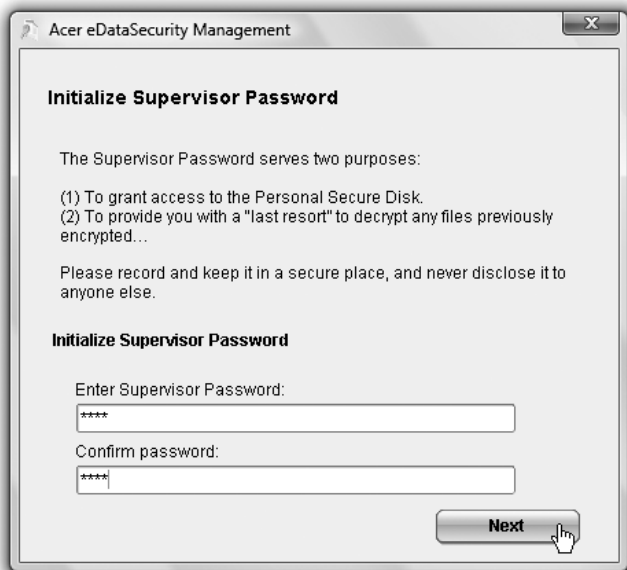 Acer eDataSecurity Management
Initialize Supervisor Password
The Supervisor Password serves two purposes:
(1) To grant access to the Personal Secure Disk.
(2) To provide you with a "last resort" to decrypt any files previously
encrypted...
Please record and keep it in a secure place, and never disclose it to
anyone else.
Initialize Supervisor Password
Enter Supervisor Password:
****
Confirm password:
****
Next